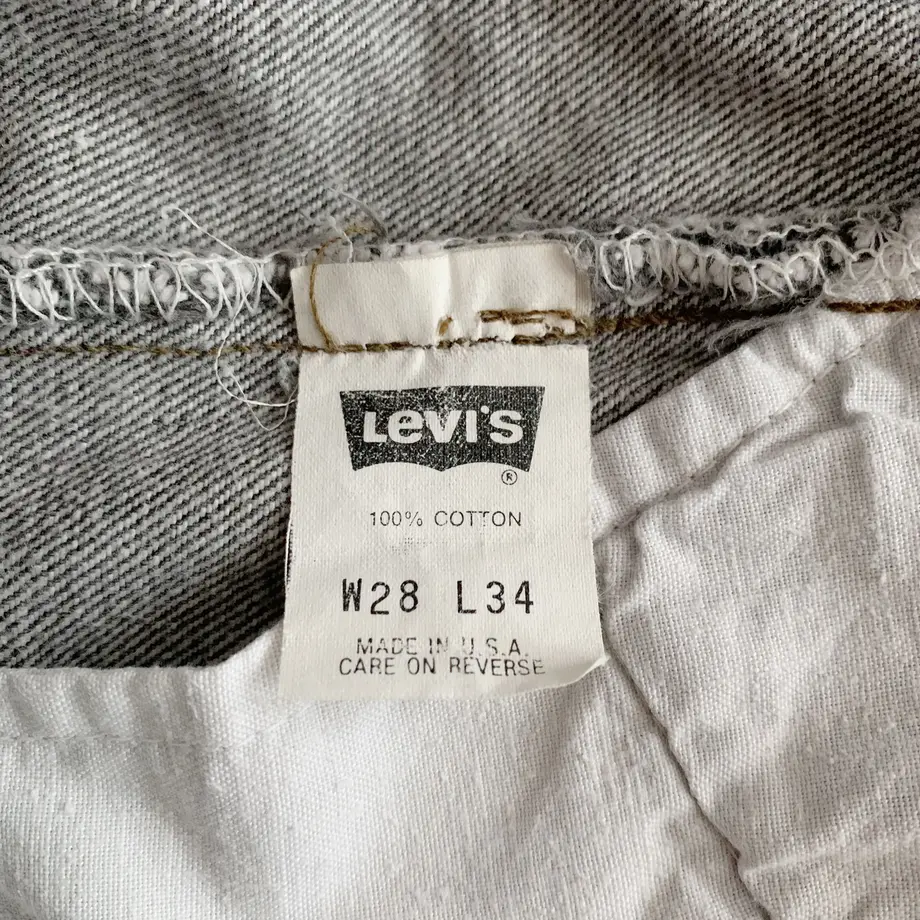 Levi's
®
100% COTTON
W28 L34
MADE IN U.S.A.
CARE ON REVERSE